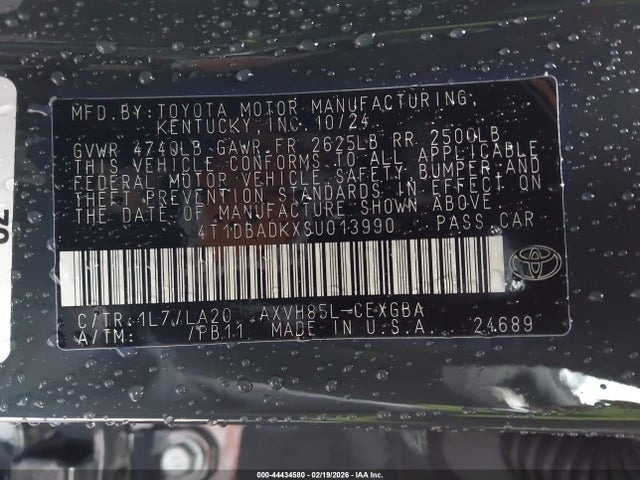 MFD. BY: TOYOTA MOTOR MANUFACTURING,
KENTUCKY, INC. 10/24
GVWR 4740LB GAWR FR 2625LB RR 2500LB
THIS VEHICLE CONFORMS TO ALL APPLICABLE
FEDERAL MOTOR VEHICLE SAFETY, BUMPER, AND
THEFT PREVENTION STANDARDS IN EFFECT ON
THE DATE OF MANUFACTURE SHOWN ABOVE.
4T1DBADKXSU013990 PASS CAR
C/TR: 1L7/LA20 AXVH85L-CEXGBA
A/TM: /PB11 MADE IN U.S.A. 24689
000-44434580 - 02/19/2026 - IAA Inc.